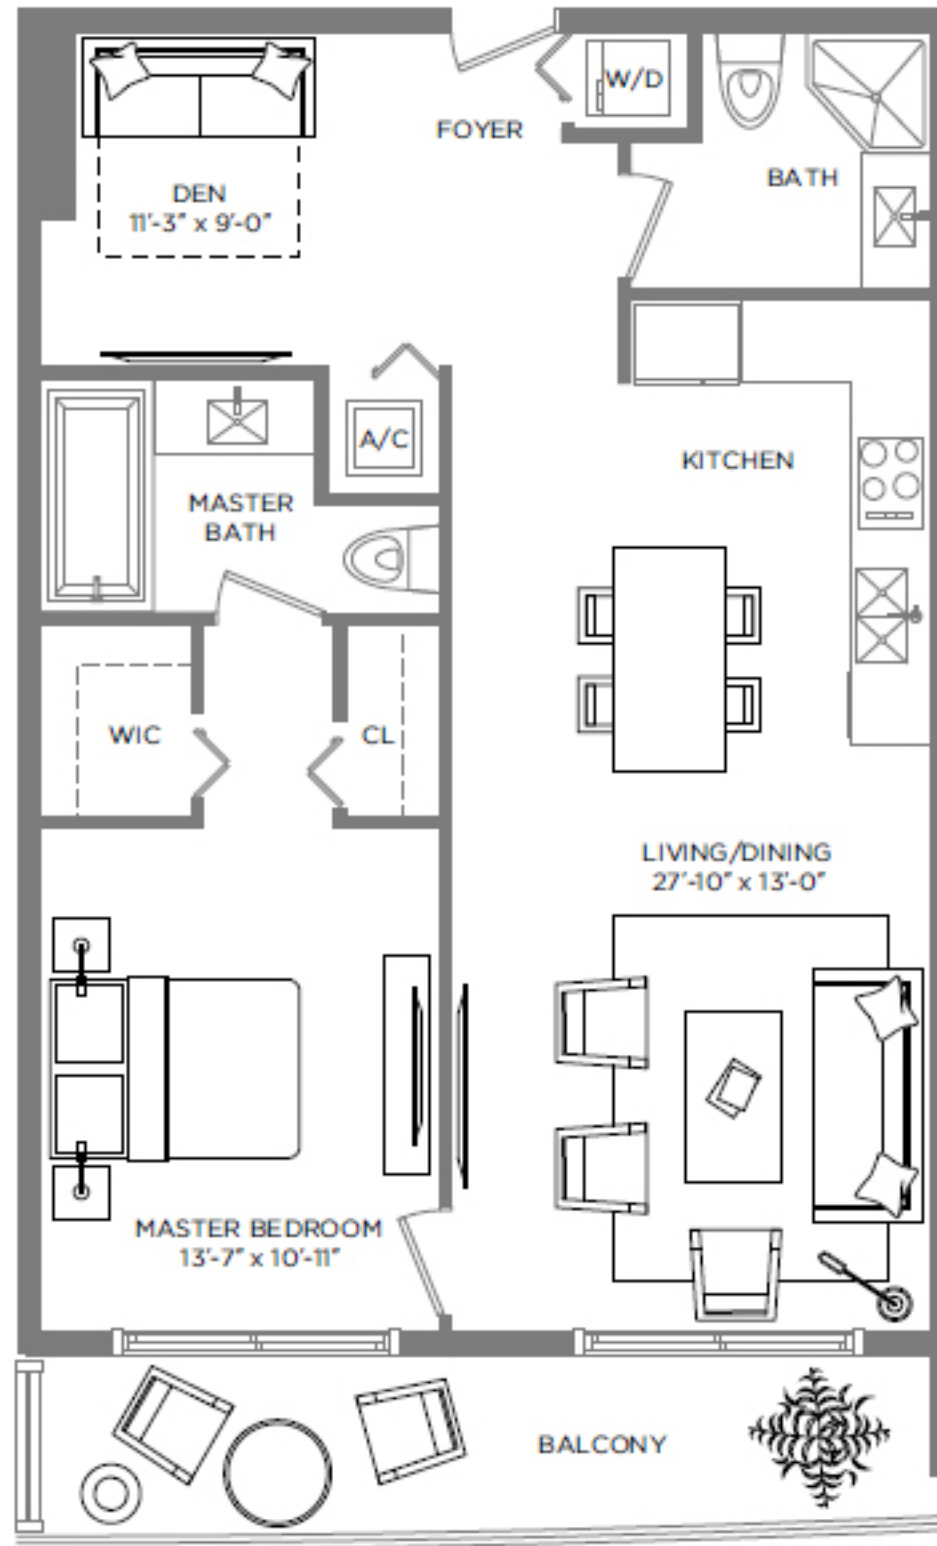 W/D
FOYER
BATH
DEN
11'-3" x 9'-0"
A/C
KITCHEN
MASTER
BATH
WIC
CL
LIVING/DINING
27'-10" x 13'-0"
MASTER BEDROOM
13'-7" x 10'-11"
BALCONY